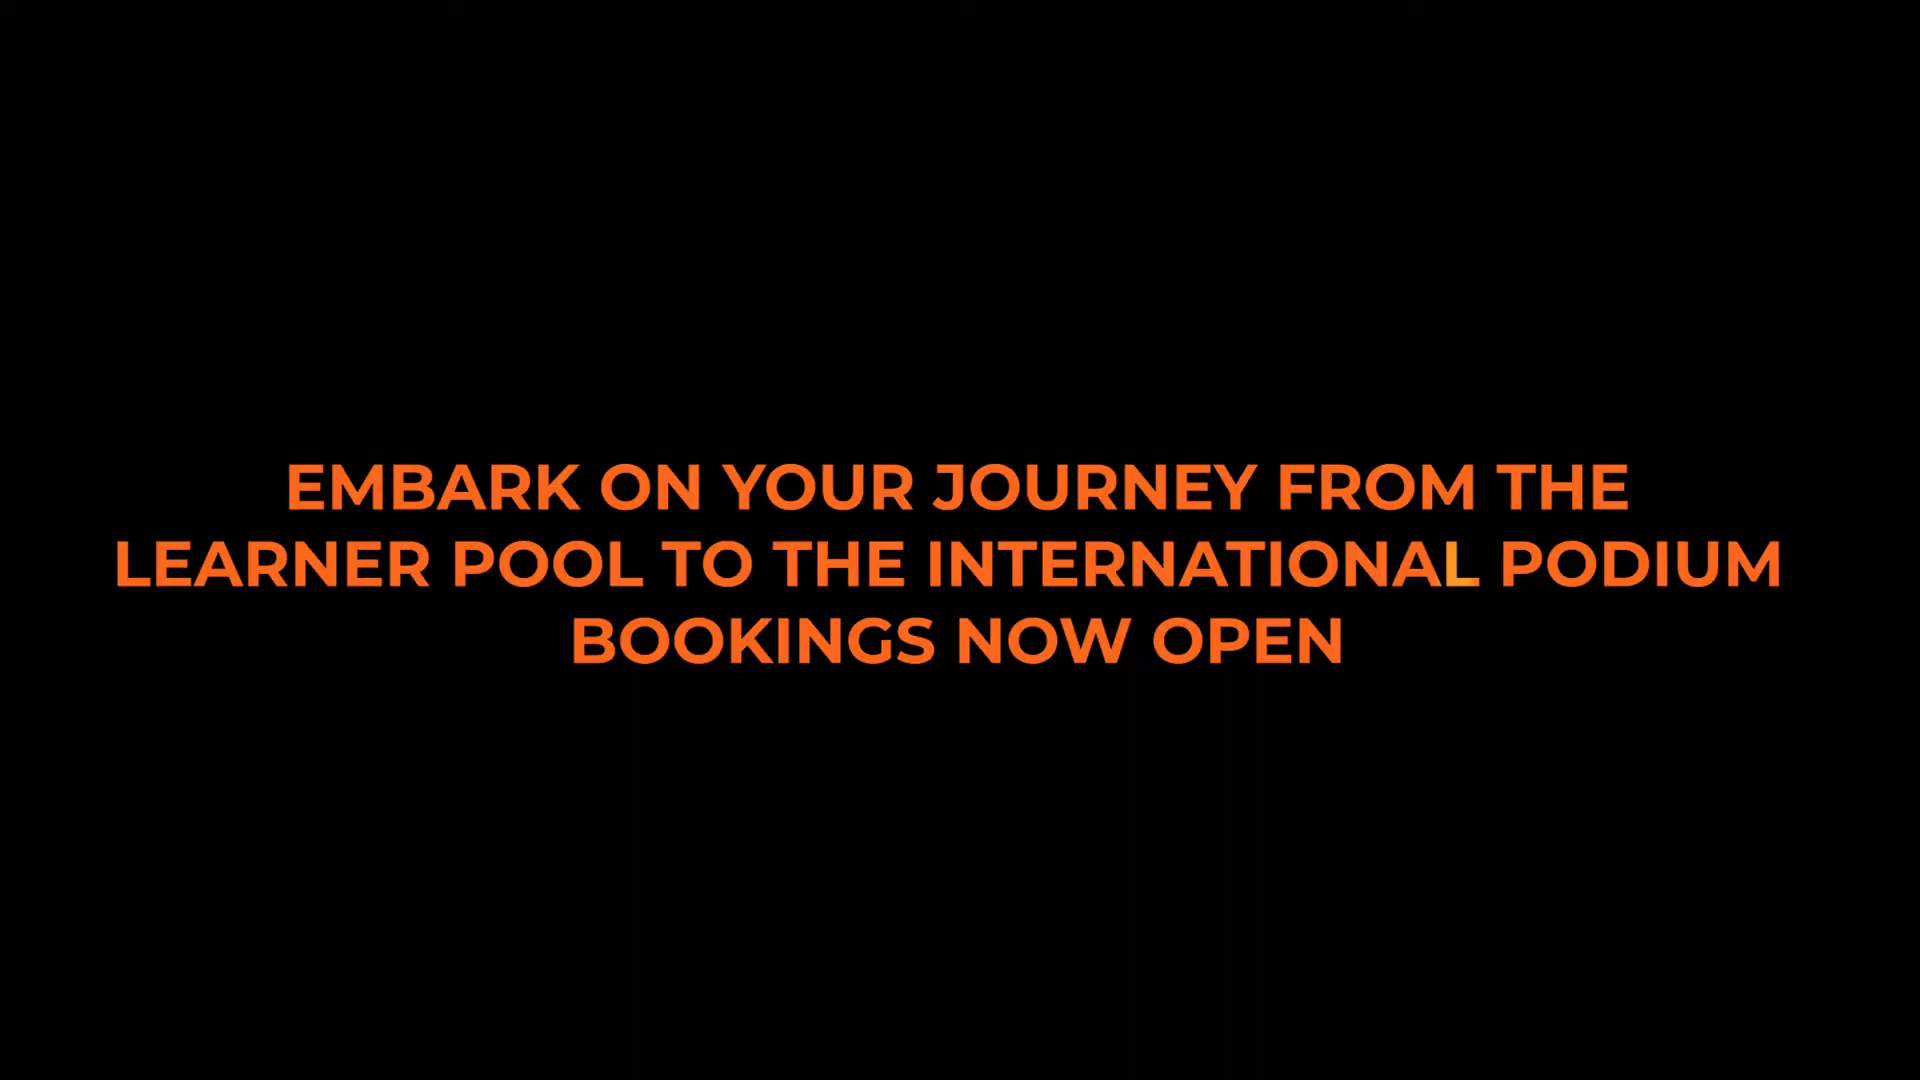 EMBARK ON YOUR JOURNEY FROM THE
LEARNER POOL TO THE INTERNATIONAL PODIUM
BOOKINGS NOW OPEN